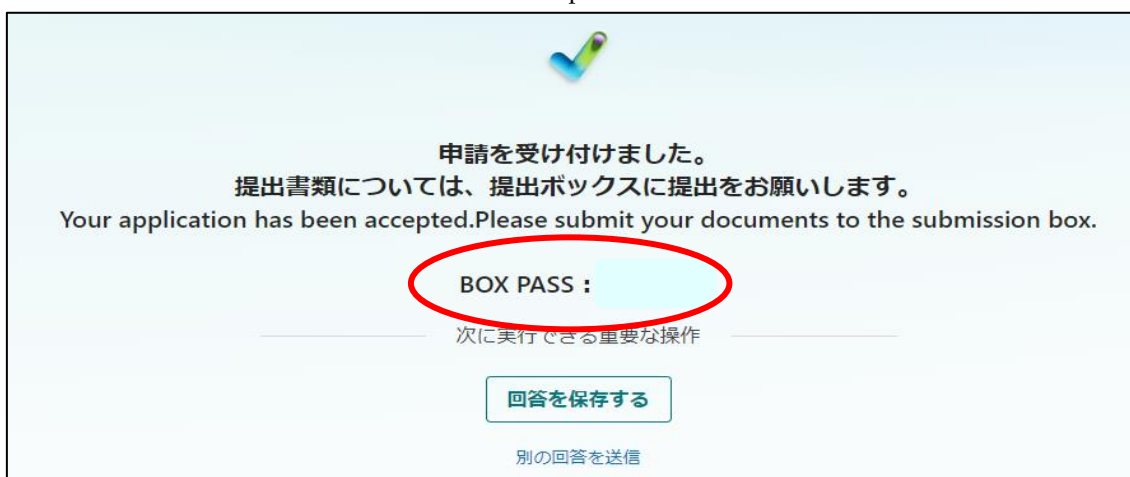 申請を受け付けました。
提出書類については、提出ボックスに提出をお願いします。
Your application has been accepted.Please submit your documents to the submission box.
BOX PASS：
次に実行できる重要な操作
回答を保存する
別の回答を送信